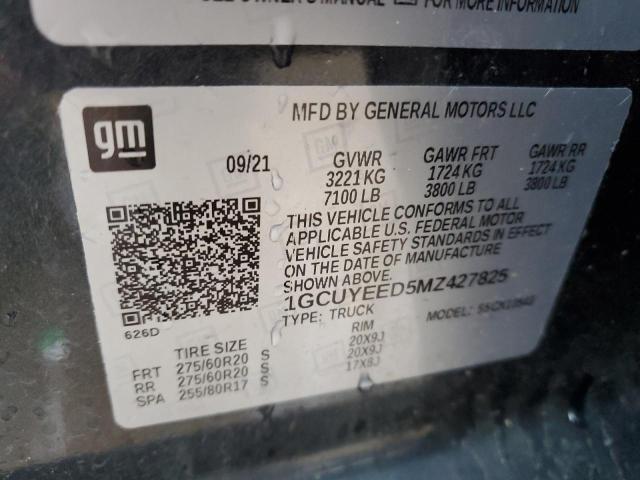 OWNER'S MANUAL FOR MORE INFORMATION
gm
MFD BY GENERAL MOTORS LLC
09/21 GVWR GAWR FRT GAWR RR
3221 KG 1724 KG 1724 KG
7100 LB 3800 LB 3800 LB
THIS VEHICLE CONFORMS TO ALL
APPLICABLE U.S. FEDERAL MOTOR
VEHICLE SAFETY STANDARDS IN EFFECT
ON THE DATE OF MANUFACTURE
SHOWN ABOVE.
1GCUYEED5MZ427825
TYPE: TRUCK MODEL:
626D
TIRE SIZE RIM
FRT 275/60R20 S 20X9J
RR 275/60R20 S 20X9J
SPA 255/80R17 S 17X8J